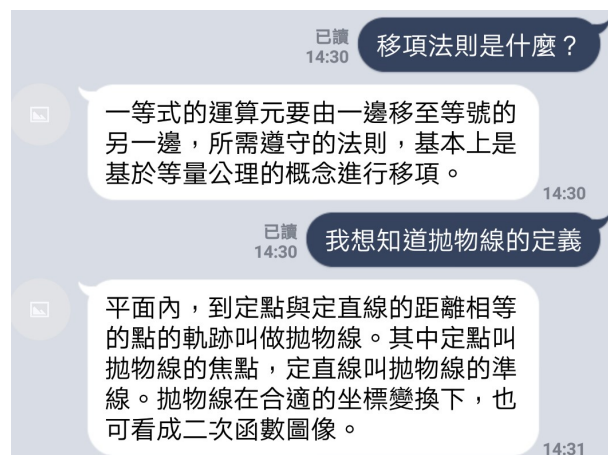 已讀
14:30
移項法則是什麼？
一等式的運算元要由一邊移至等號的
另一邊，所需遵守的法則，基本上是
基於等量公理的概念進行移項。
14:30
已讀
14:30
我想知道拋物線的定義
平面內，到定點與定直線的距離相等
的點的軌跡叫做拋物線。其中定點叫
拋物線的焦點，定直線叫拋物線的準
線。拋物線在合適的坐標變換下，也
可看成二次函數圖像。
14:31